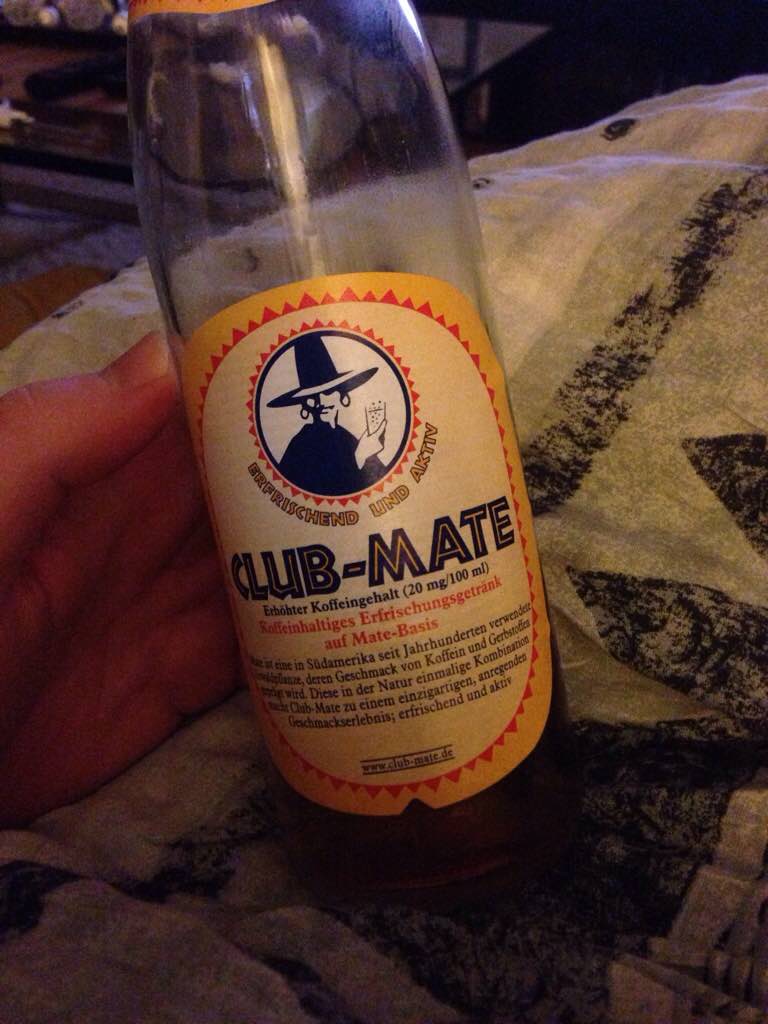 ERFRISCHEND UND AKTIV
CLUB-MATE
Erhöhter Koffeingehalt (20 mg/100 ml)
Koffeinhaltiges Erfrischungsgetränk
auf Mate-Basis
ist eine in Südamerika seit Jahrhunderten verwendete
deren Geschmack von Koffein und Gerbstoffen
geprägt wird. Diese in der Natur einmalige Kombination
macht Club-Mate zu einem einzigartigen, anregenden
Geschmackserlebnis; erfrischend und aktiv
www.club-mate.de